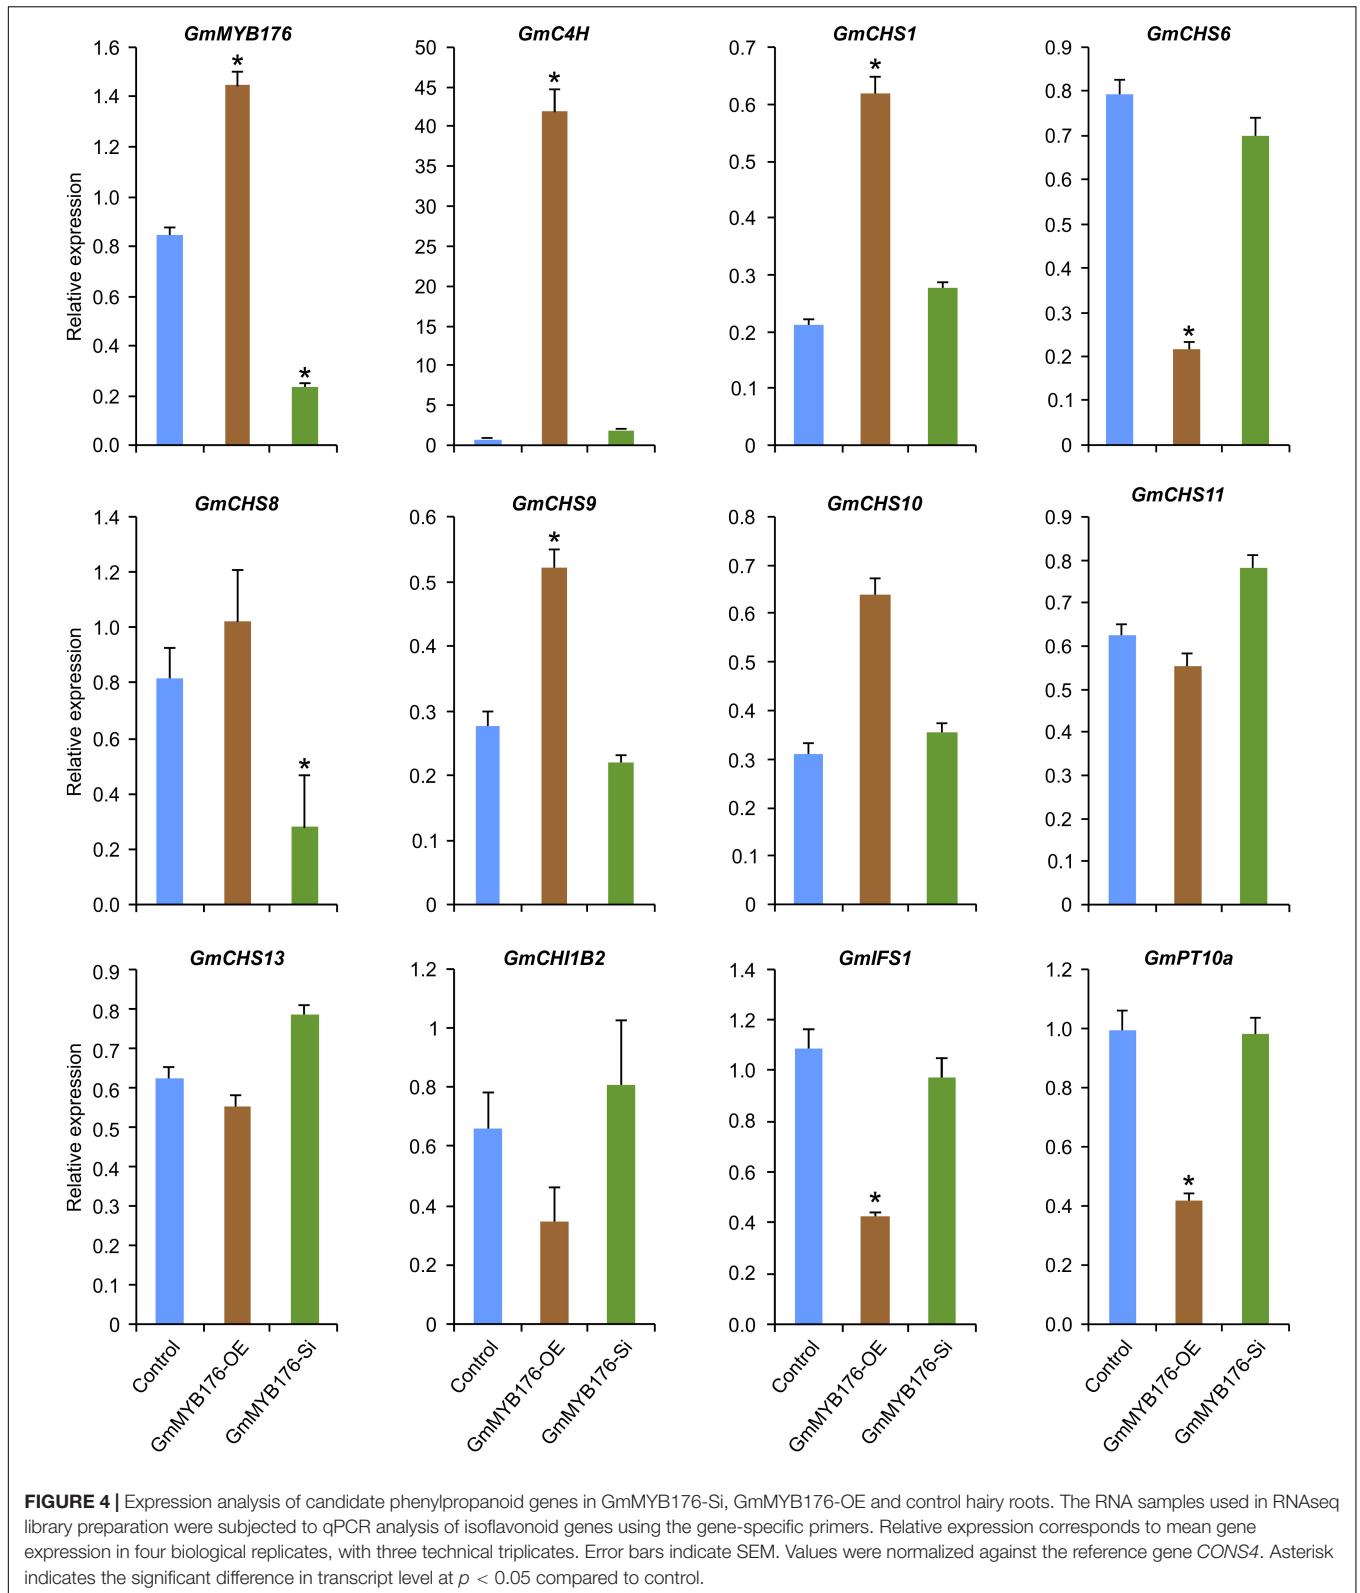 GmMYB176 GmC4H GmCHS1 GmCHS6
1.6 50 0.7 0.9
1.4 45 0.6 0.8
1.2 40 0.5 0.7
1.0 35 0.4 0.6
0.8 30 0.3 0.5
0.6 25 0.2 0.4
0.4 20 0.1 0.3
0.2 15 0 0.2
0.0 10 0.1
5 0
0
Relative expression
* * * * *
GmCHS8 GmCHS9 GmCHS10 GmCHS11
1.4 0.6 0.8 0.9
1.2 0.5 0.7 0.8
1.0 0.4 0.6 0.7
0.8 0.3 0.5 0.6
0.6 0.2 0.4 0.5
0.4 0.1 0.3 0.4
0.2 0 0.2 0.3
0.0 0.1 0.2
0 0.1
0
Relative expression
* *
GmCHS13 GmCHI1B2 GmIFS1 GmPT10a
0.9 1.2 1.4 1.2
0.8 1 1.2 1.0
0.7 0.8 1.0 0.8
0.6 0.6 0.8 0.6
0.5 0.4 0.6 0.4
0.4 0.2 0.4 0.2
0.3 0 0.2 0.0
0.2 0.0
0.1
0
Relative expression
* *
Control GmMYB176-OE GmMYB176-Si Control GmMYB176-OE GmMYB176-Si Control GmMYB176-OE GmMYB176-Si Control GmMYB176-OE GmMYB176-Si
FIGURE 4 | Expression analysis of candidate phenylpropanoid genes in GmMYB176-Si, GmMYB176-OE and control hairy roots. The RNA samples used in RNAseq
library preparation were subjected to qPCR analysis of isoflavonoid genes using the gene-specific primers. Relative expression corresponds to mean gene
expression in four biological replicates, with three technical triplicates. Error bars indicate SEM. Values were normalized against the reference gene CONS4. Asterisk
indicates the significant difference in transcript level at p < 0.05 compared to control.